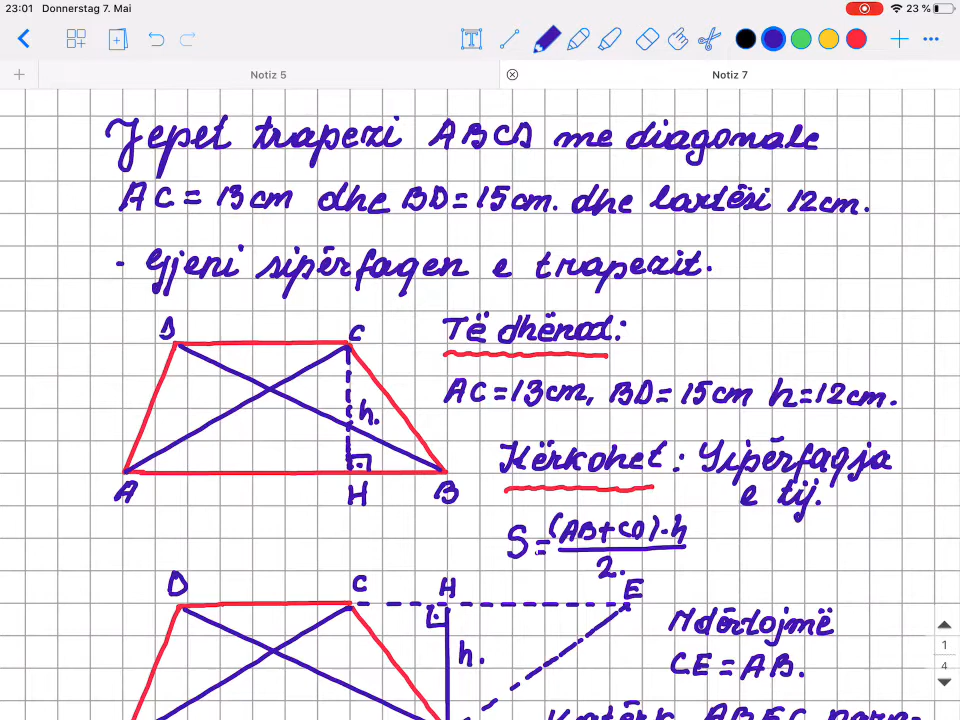 23:01 Donnerstag 7. Mai
23 %
Notiz 5
Notiz 7
Jepet trapezi ABCD me diagonale
AC = 13cm dhe BD = 15cm. dhe lartësi 12cm.
- Gjeni sipërfaqen e trapezit.
D C
Të dhënat:
AC = 13cm, BD = 15cm h = 12cm.
h.
A H B
Kërkohet: Sipërfaqja
e tij.
S = (AB+CD)·h
2.
D C H E
Ndërtojmë
h.
CE = AB.
1
4